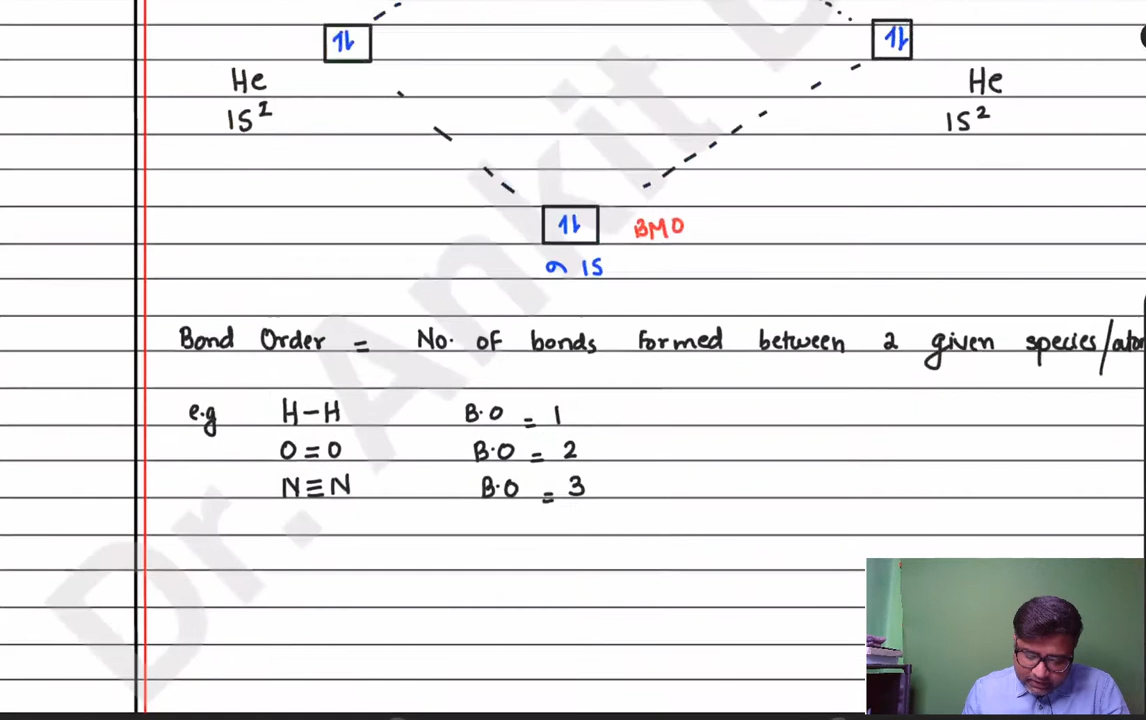 ⥮ ⥮
He He
1S² 1S²
⥮ BMO
σ 1S
Bond Order = No. of bonds formed between 2 given species/atom
e.g H-H B.O = 1
O=O B.O = 2
N≡N B.O = 3
Dr. Ankit D